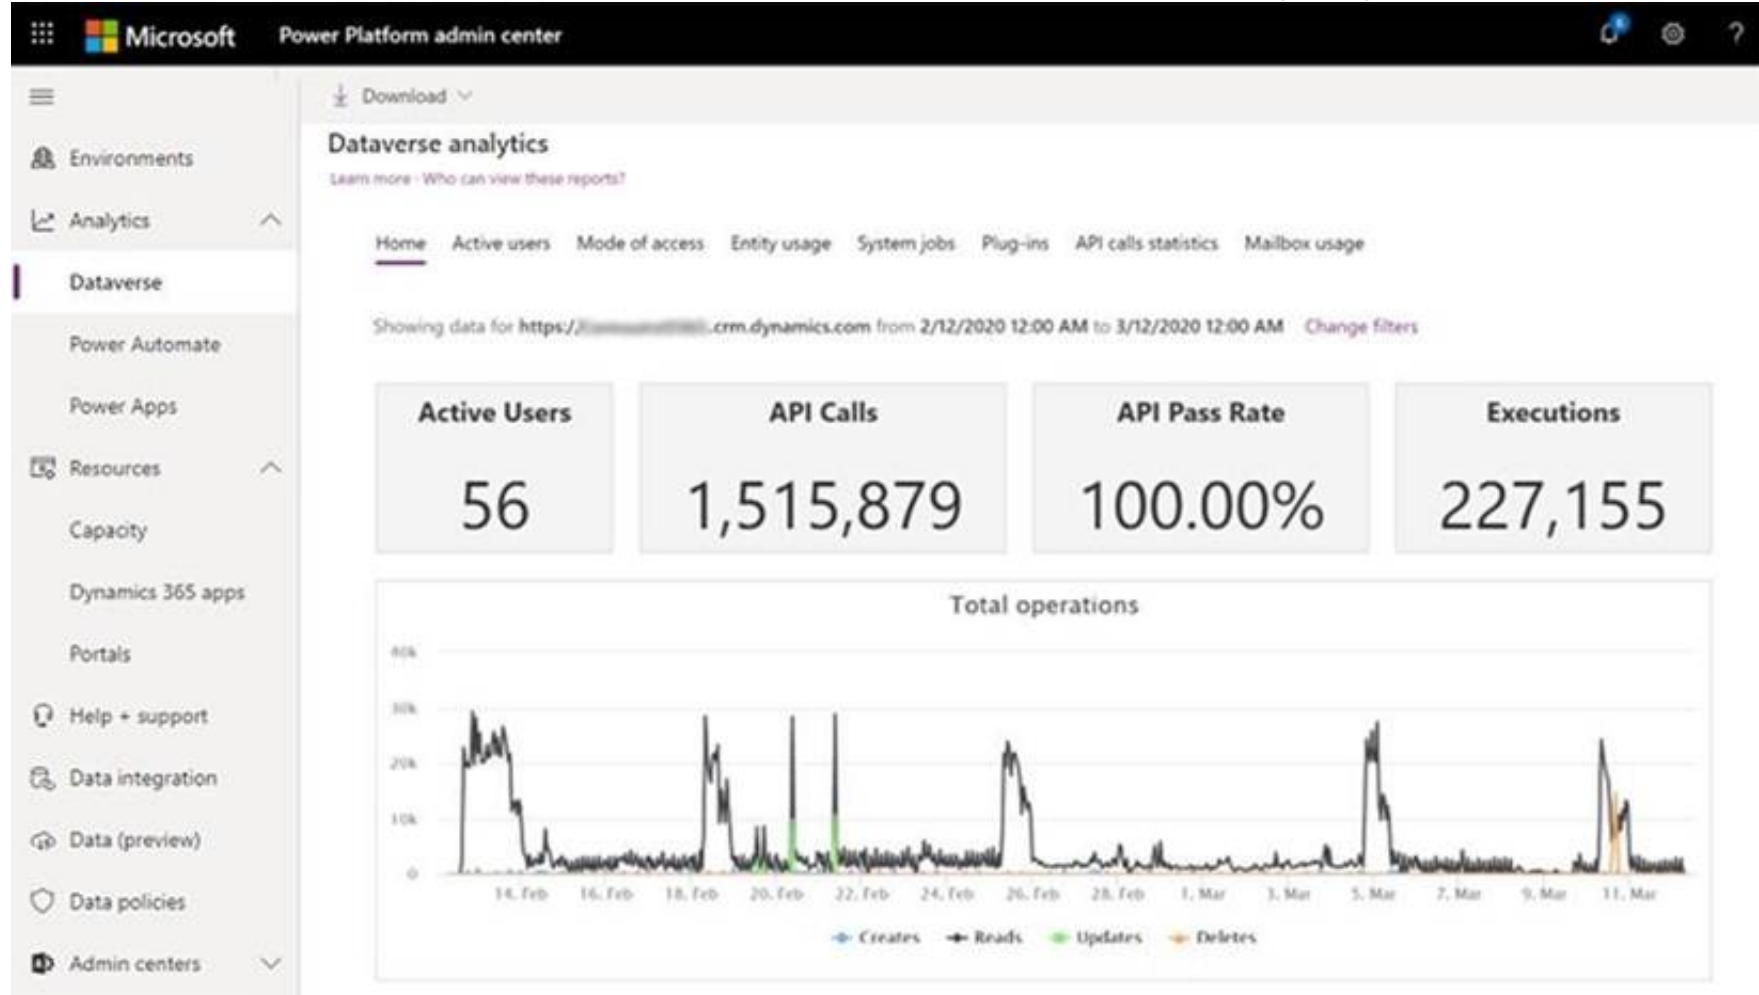 Microsoft Power Platform admin center
6
?
Download
Dataverse analytics
Learn more · Who can view these reports?
Environments
Analytics
Dataverse
Power Automate
Power Apps
Resources
Capacity
Dynamics 365 apps
Portals
Help + support
Data integration
Data (preview)
Data policies
Admin centers
Home Active users Mode of access Entity usage System jobs Plug-ins API calls statistics Mailbox usage
Showing data for https:/ .crm.dynamics.com from 2/12/2020 12:00 AM to 3/12/2020 12:00 AM Change filters
Active Users API Calls API Pass Rate Executions
56 1,515,879 100.00% 227,155
Total operations
40k
30k
20k
10k
0
14. Feb 16. Feb 18. Feb 20. Feb 22. Feb 24. Feb 26. Feb 28. Feb 1. Mar 3. Mar 5. Mar 7. Mar 9. Mar 11. Mar
Creates Reads Updates Deletes